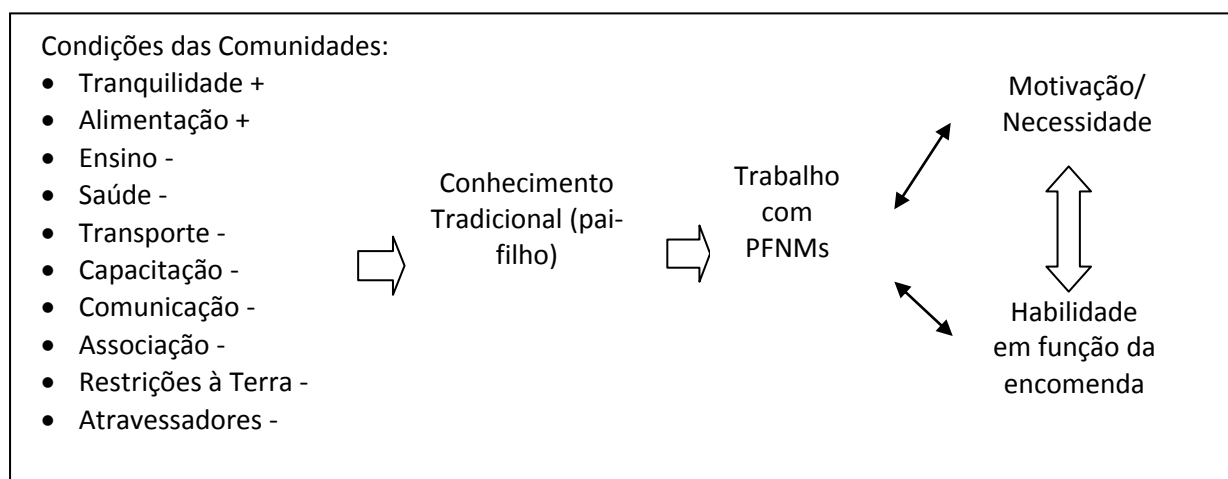 Condições das Comunidades:
• Tranquilidade +
• Alimentação +
• Ensino -
• Saúde -
• Transporte -
• Capacitação -
• Comunicação -
• Associação -
• Restrições à Terra -
• Atravessadores -
Conhecimento
Tradicional (pai-
filho)
Trabalho
com
PFNMs
Motivação/
Necessidade
Habilidade
em função da
encomenda